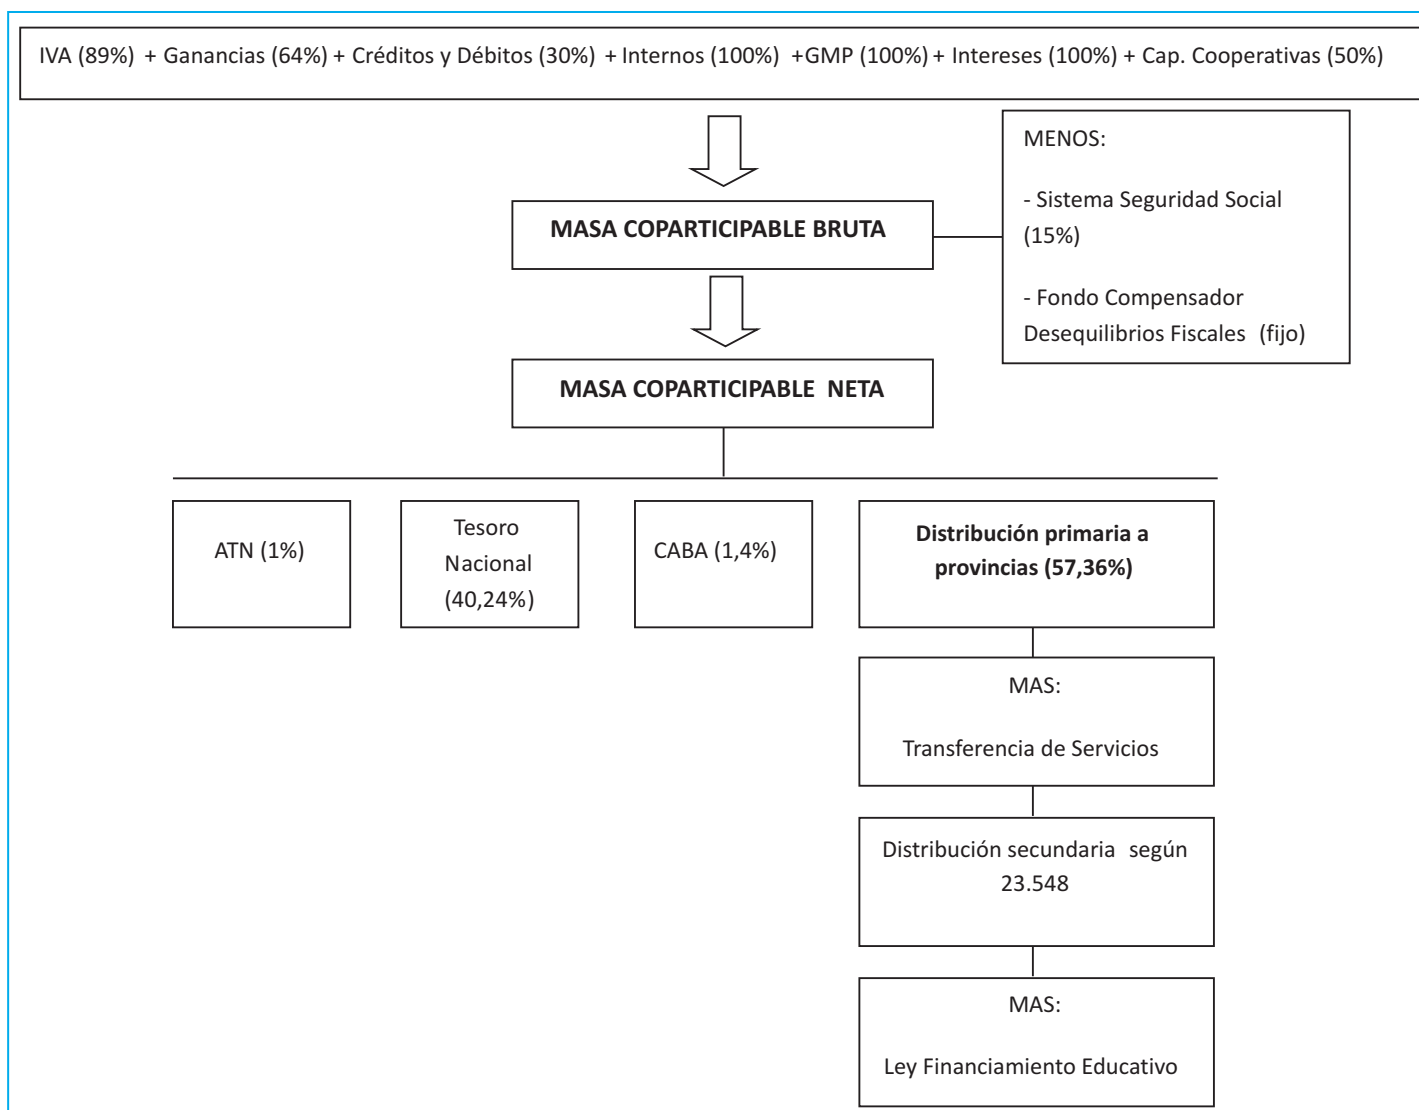 IVA (89%) + Ganancias (64%) + Créditos y Débitos (30%) + Internos (100%) +GMP (100%) + Intereses (100%) + Cap. Cooperativas (50%)
MENOS:
- Sistema Seguridad Social
(15%)
- Fondo Compensador
Desequilibrios Fiscales (fijo)
MASA COPARTICIPABLE BRUTA
MASA COPARTICIPABLE NETA
ATN (1%)
Tesoro
Nacional
(40,24%)
CABA (1,4%)
Distribución primaria a
provincias (57,36%)
MAS:
Transferencia de Servicios
Distribución secundaria según
23.548
MAS:
Ley Financiamiento Educativo